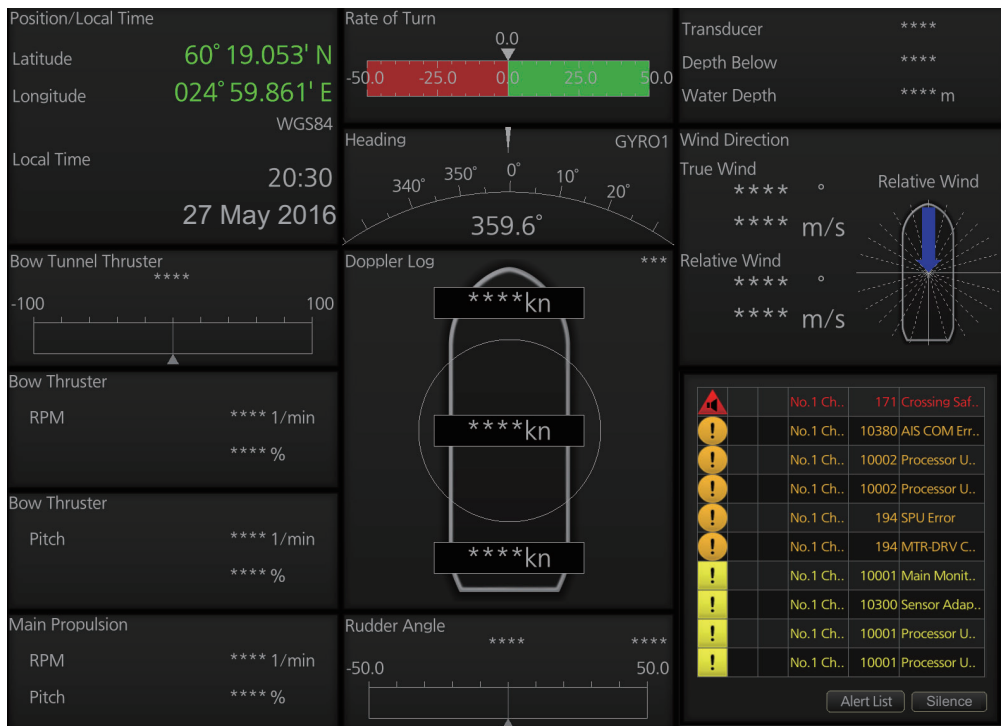 Position/Local Time
Latitude 60° 19.053' N
Longitude 024° 59.861' E
WGS84
Local Time
20:30
27 May 2016
Rate of Turn
0.0
-50.0 -25.0 0.0 25.0 50.0
Heading GYRO1
340° 350° 0° 10° 20°
359.6°
Transducer ****
Depth Below ****
Water Depth **** m
Wind Direction
True Wind
**** °
**** m/s
Relative Wind
**** °
**** m/s
Relative Wind
Bow Tunnel Thruster
****
-100 100
Bow Thruster
RPM **** 1/min
**** %
Bow Thruster
Pitch **** 1/min
**** %
Main Propulsion
RPM **** 1/min
Pitch **** %
Doppler Log ***
****kn
****kn
****kn
Rudder Angle
**** ****
-50.0 50.0
No.1 Ch.. 171 Crossing Saf..
! No.1 Ch.. 10380 AIS COM Err..
! No.1 Ch.. 10002 Processor U..
! No.1 Ch.. 10002 Processor U..
! No.1 Ch.. 194 SPU Error
! No.1 Ch.. 194 MTR-DRV C..
! No.1 Ch.. 10001 Main Monit..
! No.1 Ch.. 10300 Sensor Adap..
! No.1 Ch.. 10001 Processor U..
! No.1 Ch.. 10001 Processor U..
Alert List Silence